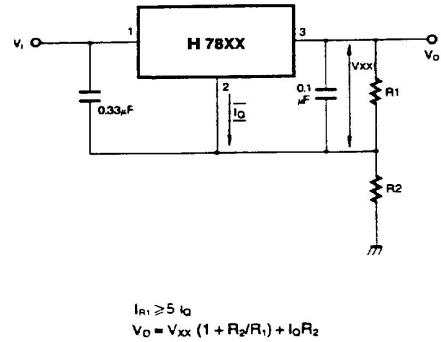 H 78XX
1
3
VI
VO
2
IQ
0.33µF
0.1
µF
VXX
R1
R2
IR1 ≥ 5 IQ
VO = VXX (1 + R2/R1) + IQR2